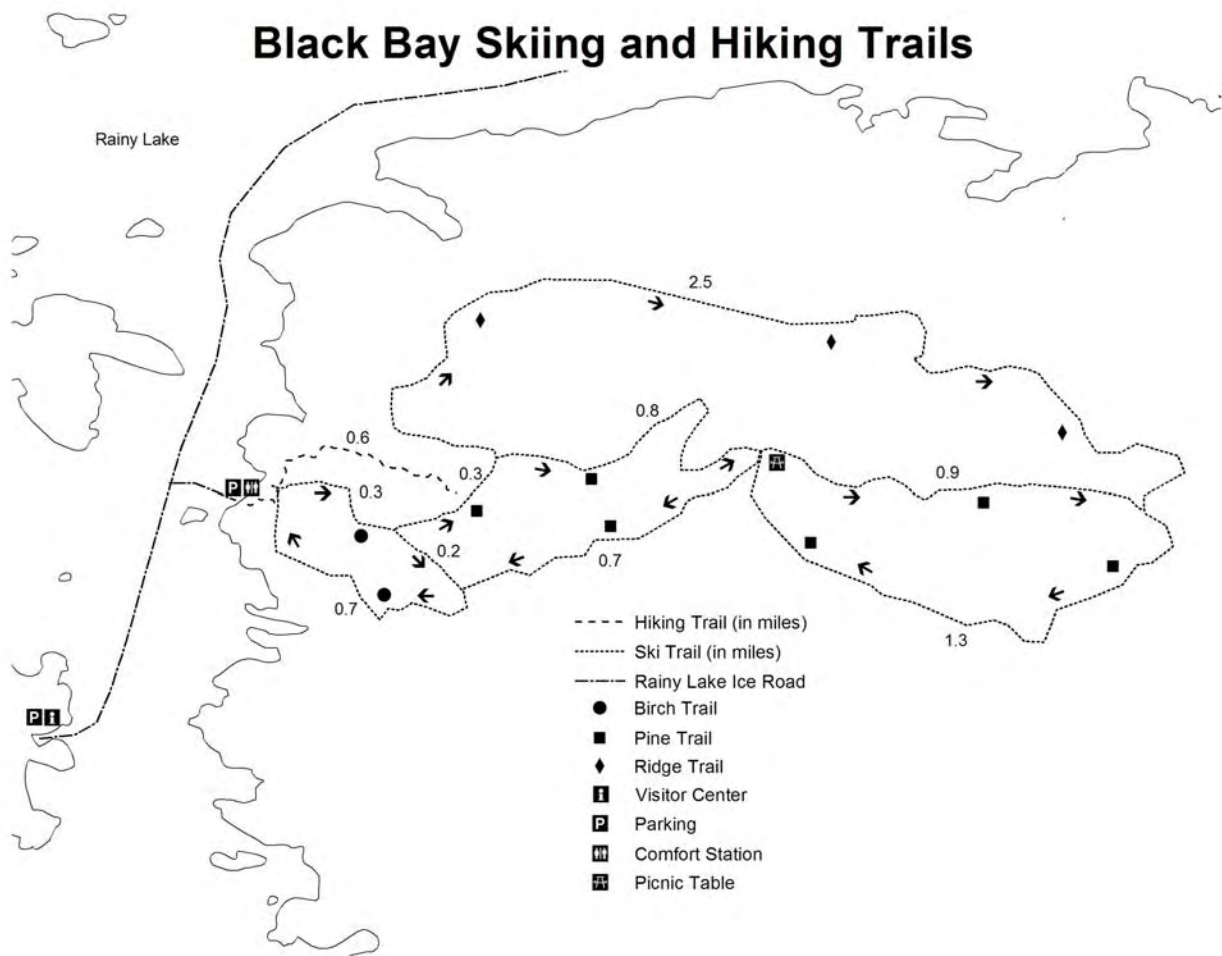 Black Bay Skiing and Hiking Trails
Rainy Lake
2.5
0.8
0.6
0.3
0.9
0.3
0.2
0.7
0.7
1.3
Hiking Trail (in miles)
Ski Trail (in miles)
Rainy Lake Ice Road
Birch Trail
Pine Trail
Ridge Trail
P
Visitor Center
P
Parking
Comfort Station
Picnic Table
P